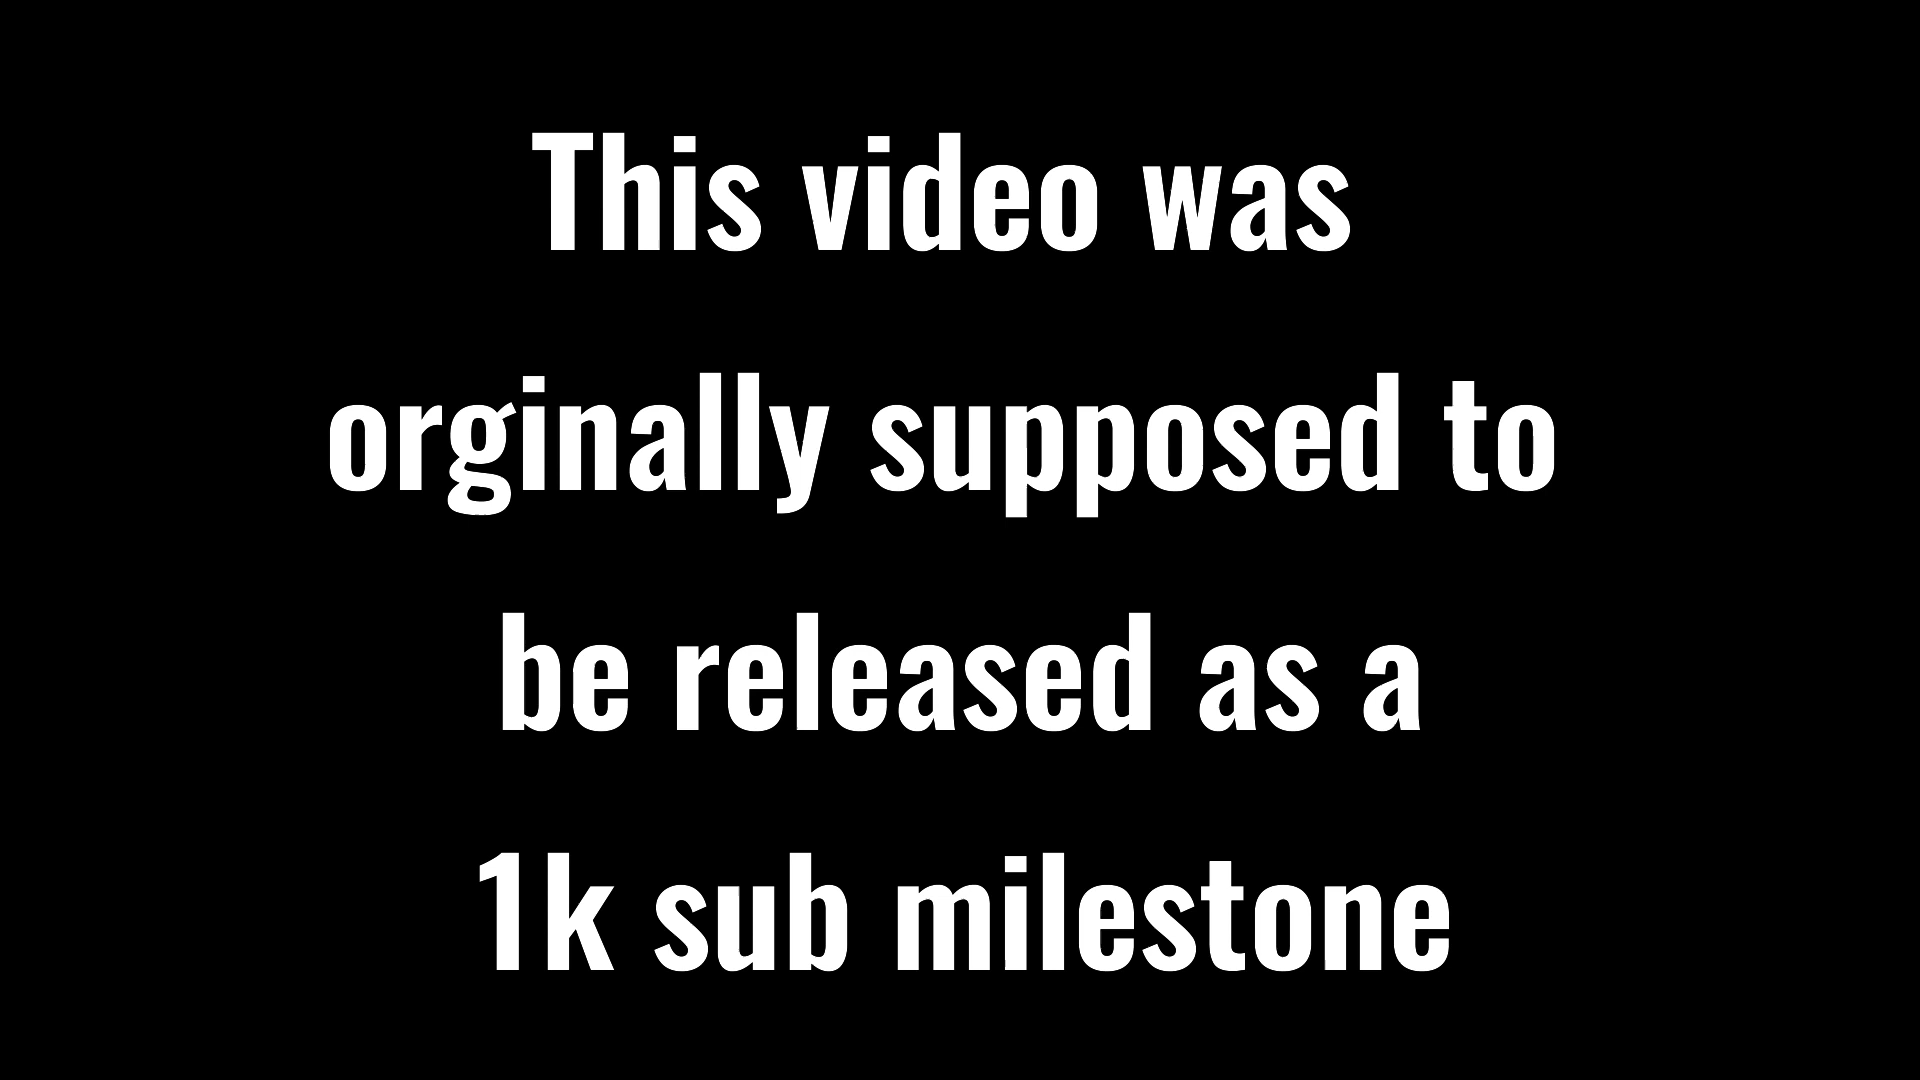 This video was
orginally supposed to
be released as a
1k sub milestone